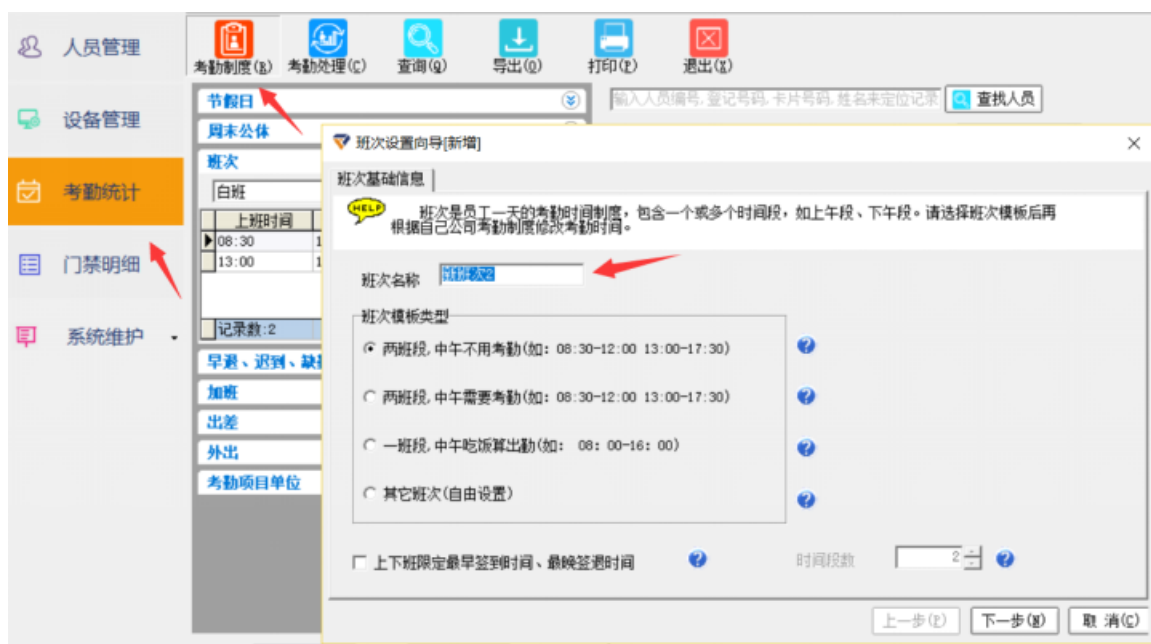 人员管理
设备管理
考勤统计
门禁明细
系统维护
考勤制度(B) 考勤处理(C) 查询(Q) 导出(O) 打印(P) 退出(X)
节假日
输入人员编号,登记号码,卡片号码,姓名来定位记录 查找人员
周末公休
班次
白班
上班时间
08:30 1
13:00 1
记录数:2
早退、迟到、缺
加班
出差
外出
考勤项目单位
班次设置向导[新增]
班次基础信息
HELP
班次是员工一天的考勤时间制度，包含一个或多个时间段，如上午段、下午段。请选择班次模板后再
根据自己公司考勤制度修改考勤时间。
班次名称 班次2
班次模板类型
两班段,中午不用考勤(如: 08:30-12:00 13:00-17:30)
两班段,中午需要考勤(如: 08:30-12:00 13:00-17:30)
一班段,中午吃饭算出勤(如: 08: 00-16: 00)
其它班次(自由设置)
上下班限定最早签到时间、最晚签退时间
时间段数 2
上一步(P) 下一步(N) 取 消(C)